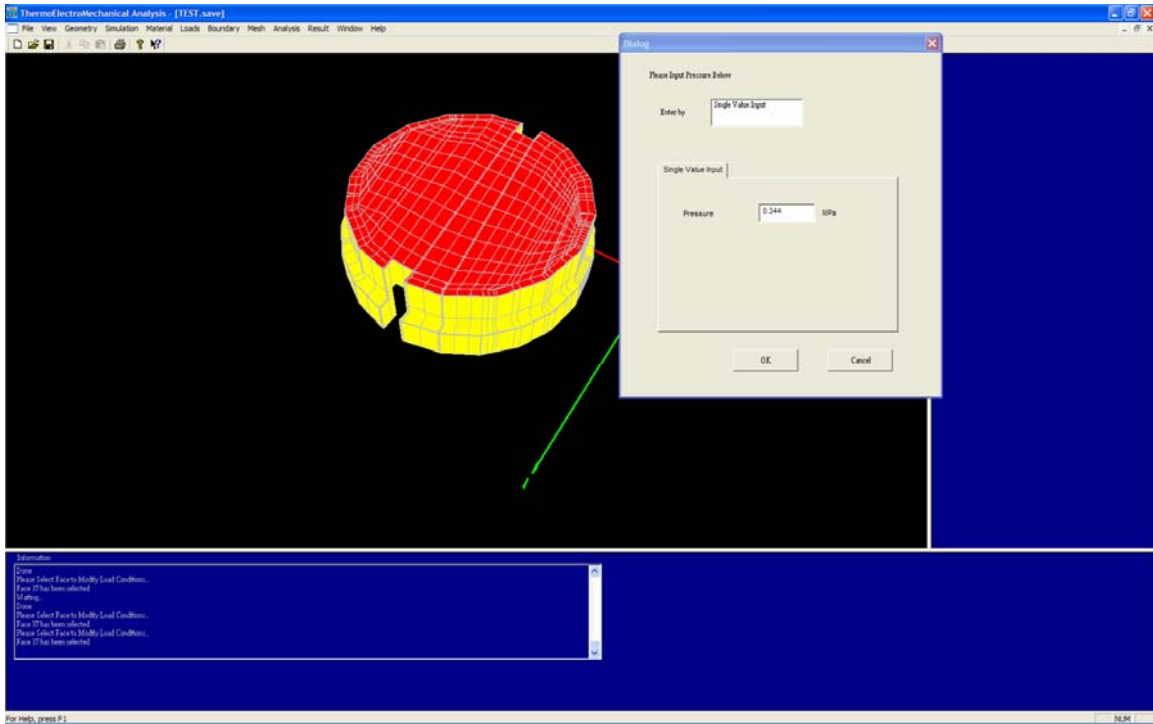 ThermoElectroMechanical Analysis - [TEST.save]
File View Geometry Simulation Material Loads Boundary Mesh Analysis Result Window Help
Dialog
Please Input Pressure Below
Enter by
Single Value Input
Single Value Input
Pressure
0.344
MPa
OK
Cancel
Information
Done
Please Select Face to Modify Load Conditions..
Face 37 has been selected
Waiting..
Done
Please Select Face to Modify Load Conditions..
Face 37 has been selected
Please Select Face to Modify Load Conditions..
Face 37 has been selected
For Help, press F1
NUM